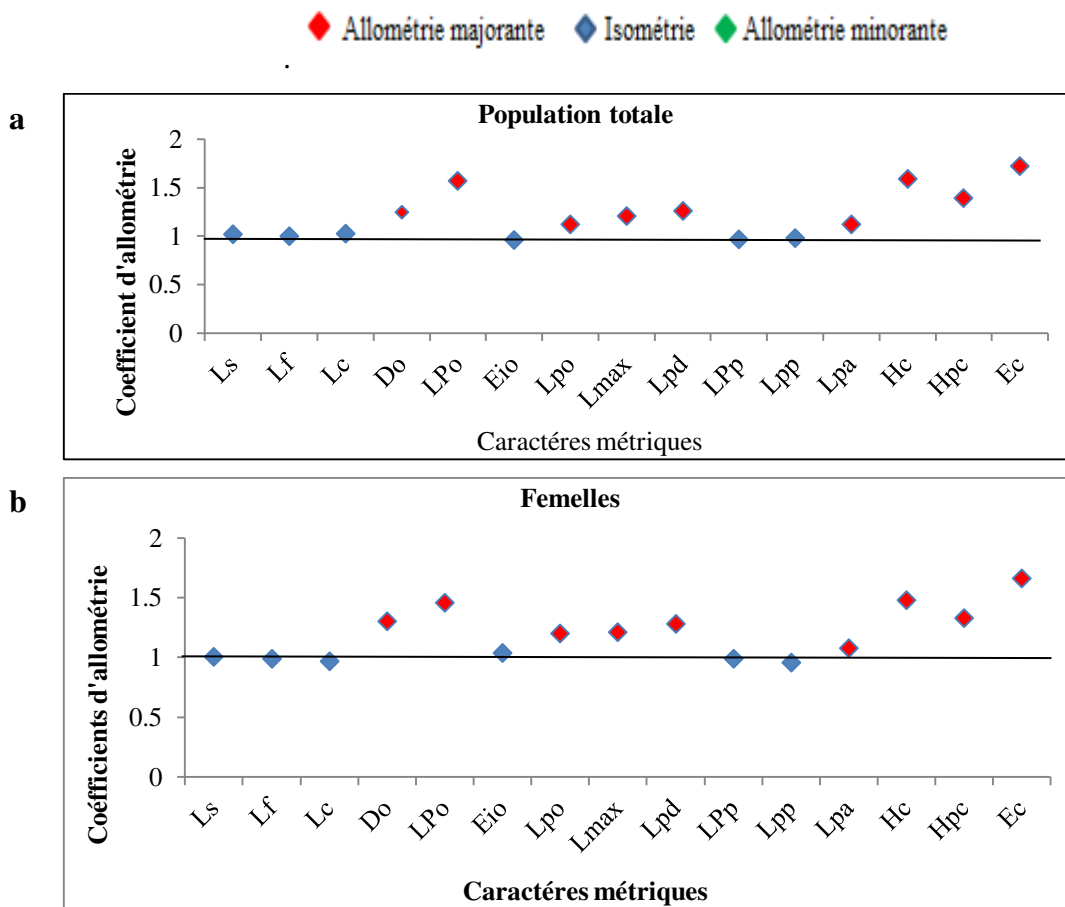 Allométrie majorante Isométrie Allométrie minorante
.
a
Population totale
Coefficient d'allométrie
2
1.5
1
0.5
0
Ls Lf Lc Do LPo Eio Lpo Lmax Lpd LPp Lpp Lpa Hc Hpc Ec
Caractéres métriques
b
Femelles
Coéfficients d'allométrie
2
1.5
1
0.5
0
Ls Lf Lc Do LPo Eio Lpo Lmax Lpd LPp Lpp Lpa Hc Hpc Ec
Caractéres métriques